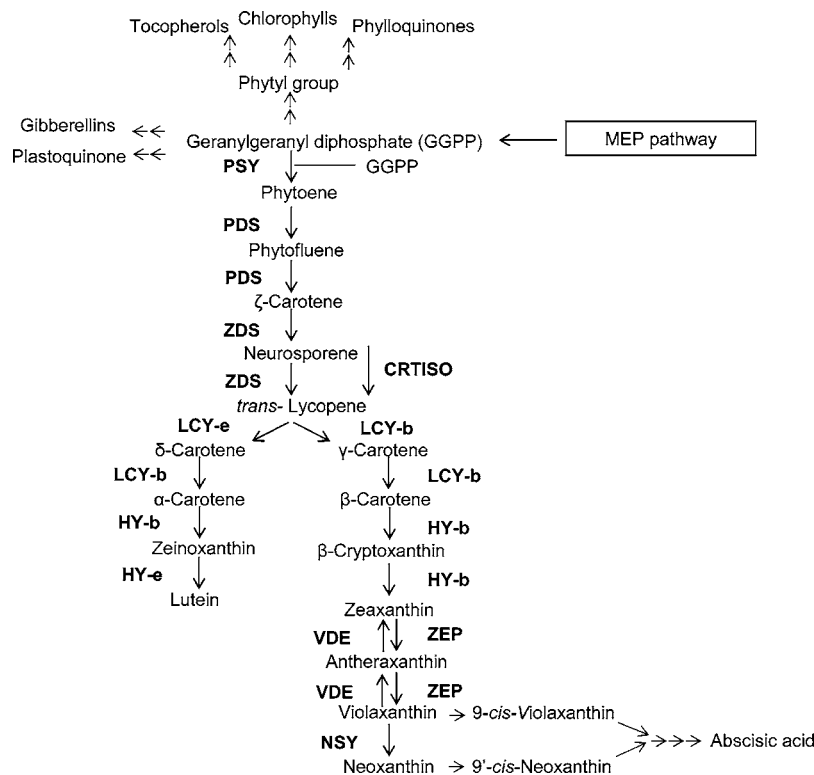 Tocopherols
Chlorophylls
Phylloquinones
Phytyl group
Gibberellins
Plastoquinone
Geranylgeranyl diphosphate (GGPP)
MEP pathway
PSY
GGPP
Phytoene
PDS
Phytofluene
PDS
ζ-Carotene
ZDS
Neurosporene
ZDS
CRTISO
trans- Lycopene
LCY-e
LCY-b
δ-Carotene
γ-Carotene
LCY-b
LCY-b
α-Carotene
β-Carotene
HY-b
HY-b
Zeinoxanthin
β-Cryptoxanthin
HY-e
HY-b
Lutein
Zeaxanthin
VDE
ZEP
Antheraxanthin
VDE
ZEP
Violaxanthin
9-cis-Violaxanthin
NSY
Abscisic acid
Neoxanthin
9'-cis-Neoxanthin